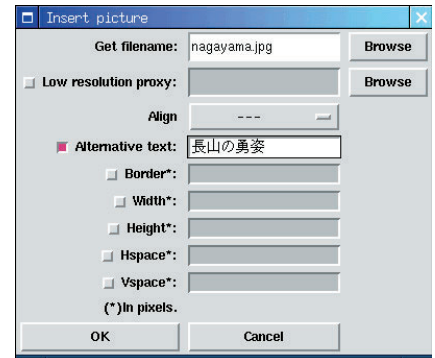 Insert picture
Get filename: nagayama.jpg Browse
Low resolution proxy: Browse
Align ---
Alternative text: 長山の勇姿
Border*:
Width*:
Height*:
Hspace*:
Vspace*:
(*)In pixels.
OK Cancel